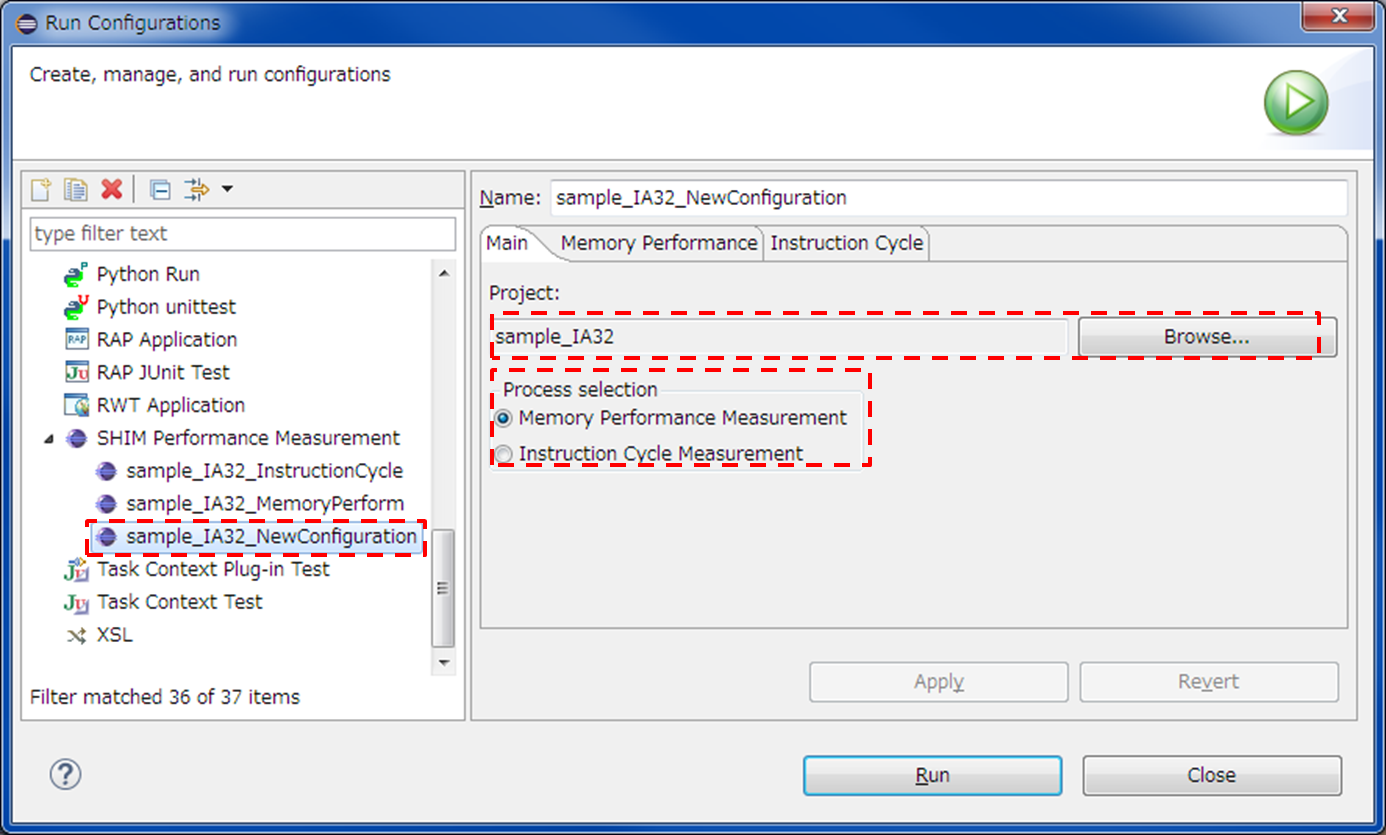 Run Configurations
Create, manage, and run configurations
type filter text
Python Run
Python unittest
RAP Application
RAP JUnit Test
RWT Application
SHIM Performance Measurement
sample_IA32_InstructionCycle
sample_IA32_MemoryPerform
sample_IA32_NewConfiguration
Task Context Plug-in Test
Task Context Test
XSL
Filter matched 36 of 37 items
Name: sample_IA32_NewConfiguration
Main Memory Performance Instruction Cycle
Project:
sample_IA32 Browse...
Process selection
Memory Performance Measurement
Instruction Cycle Measurement
Apply Revert
Run Close